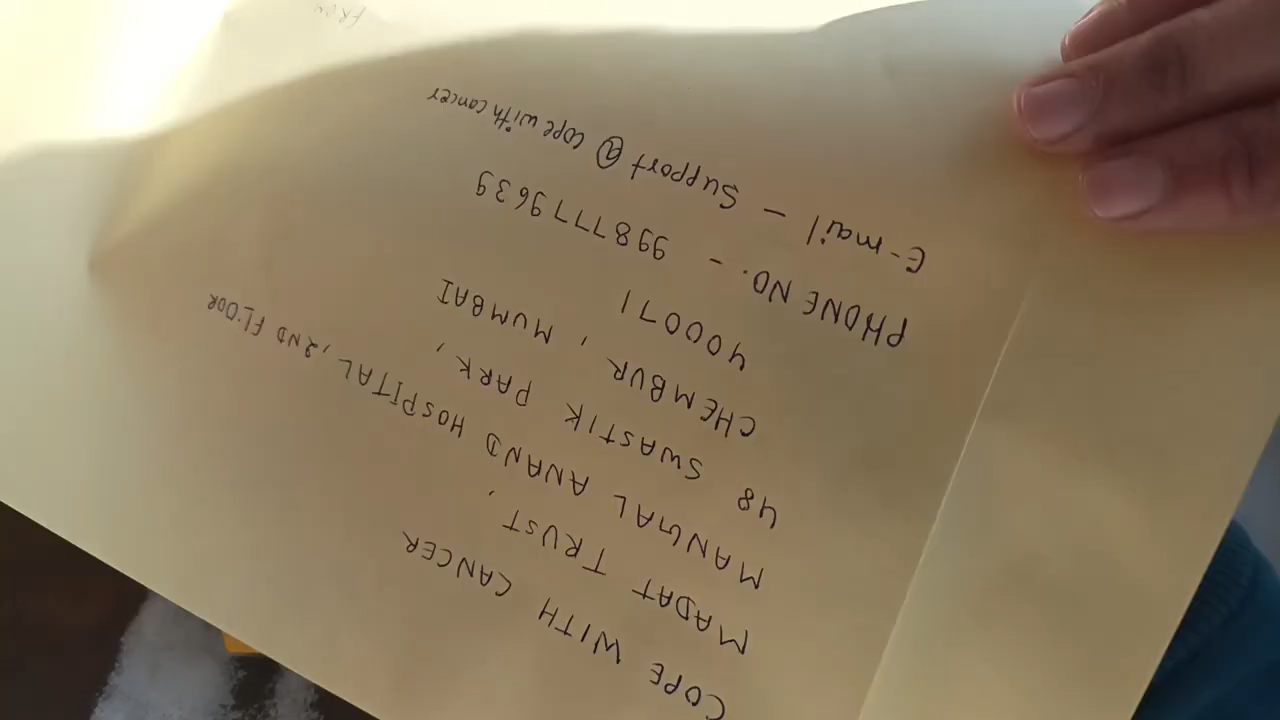 COPE WITH CANCER
MADAT TRUST,
MANGAL ANAND HOSPITAL, 2ND FLOOR
48 SWASTIK PARK,
CHEMBUR, MUMBAI
400071
PHONE NO. - 9987779639
E-mail - Support@copewithcancer
FROM